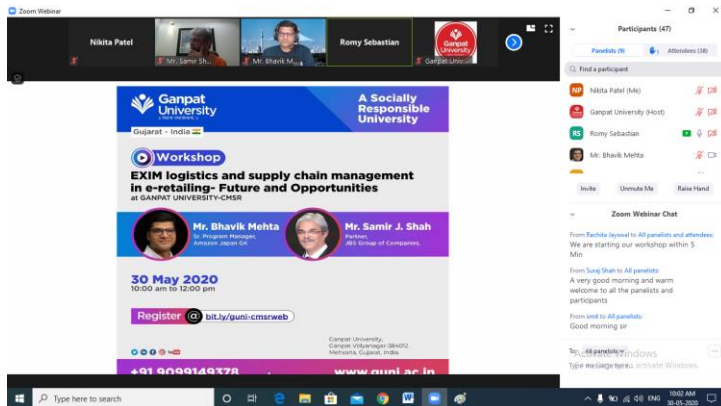 Zoom Webinar
Nikita Patel
Mr. Samir Sh...
Mr. Bhavik M...
Romy Sebastian
Ganpat University
Ganpat Univ...
Ganpat
University
A Socially
Responsible
University
Gujarat - India
Workshop
EXIM logistics and supply chain management
in e-retailing- Future and Opportunities
at GANPAT UNIVERSITY-CMSR
Mr. Bhavik Mehta
Sr. Program Manager,
Amazon Japan GK
Mr. Samir J. Shah
Partner,
JBS Group of Companies,
30 May 2020
10:00 am to 12:00 pm
Register @ bit.ly/guni-cmsrweb
Ganpat University,
Ganpat Vidyanagar-384012.
Mehsana, Gujarat, India.
+91 9099149378
www.guni.ac.in
Participants (47)
Panelists (9)
Attendees (38)
Find a participant
NP Nikita Patel (Me)
Ganpat University (Host)
RS Romy Sebastian
Mr. Bhavik Mehta
Invite
Unmute Me
Raise Hand
Zoom Webinar Chat
From Rachita Jayswal to All panelists and attendees:
We are starting our workshop within 5
Min
From Suraj Shah to All panelists:
A very good morning and warm
welcome to all the panelists and
participants
From smit to All panelists:
Good morning sir
To: All panelists
Activate Windows
Type message here..
activate Windows.
Type here to search
ENG
10:02 AM
30-05-2020